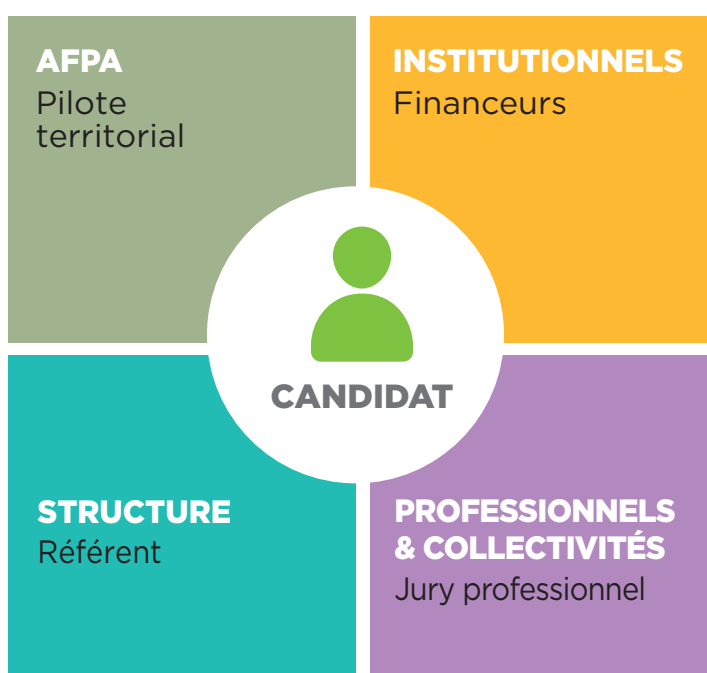 AFPA
Pilote
territorial
INSTITUTIONNELS
Financeurs
CANDIDAT
STRUCTURE
Référent
PROFESSIONNELS
& COLLECTIVITÉS
Jury professionnel